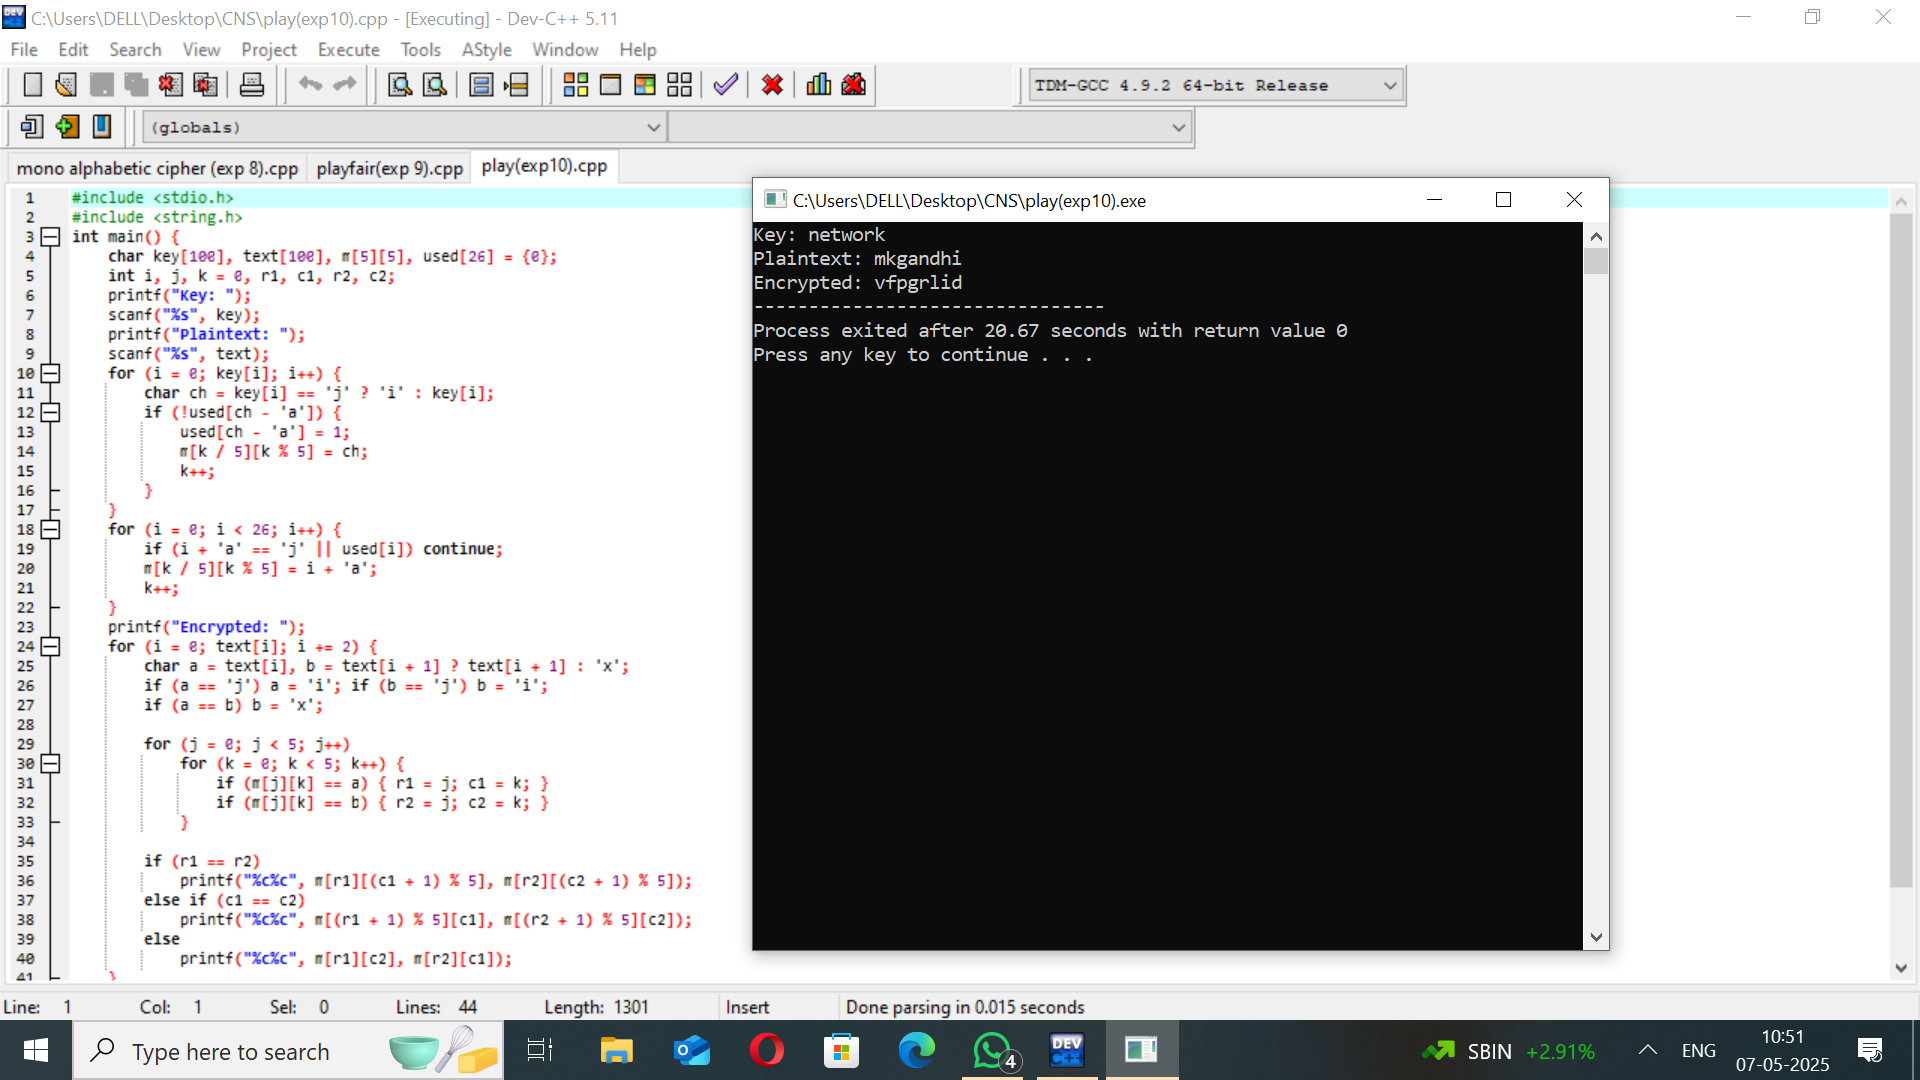 C:\Users\DELL\Desktop\CNS\play(exp10).cpp - [Executing] - Dev-C++ 5.11
File Edit Search View Project Execute Tools AStyle Window Help
TDM-GCC 4.9.2 64-bit Release
(globals)
mono alphabetic cipher (exp 8).cpp playfair(exp 9).cpp play(exp10).cpp
1 #include <stdio.h>
2 #include <string.h>
3 int main() {
4 char key[100], text[100], m[5][5], used[26] = {0};
5 int i, j, k = 0, r1, c1, r2, c2;
6 printf("Key: ");
7 scanf("%s", key);
8 printf("Plaintext: ");
9 scanf("%s", text);
10 for (i = 0; key[i]; i++) {
11 char ch = key[i] == 'j' ? 'i' : key[i];
12 if (!used[ch - 'a']) {
13 used[ch - 'a'] = 1;
14 m[k / 5][k % 5] = ch;
15 k++;
16 }
17 }
18 for (i = 0; i < 26; i++) {
19 if (i + 'a' == 'j' || used[i]) continue;
20 m[k / 5][k % 5] = i + 'a';
21 k++;
22 }
23 printf("Encrypted: ");
24 for (i = 0; text[i]; i += 2) {
25 char a = text[i], b = text[i + 1] ? text[i + 1] : 'x';
26 if (a == 'j') a = 'i'; if (b == 'j') b = 'i';
27 if (a == b) b = 'x';
28
29 for (j = 0; j < 5; j++)
30 for (k = 0; k < 5; k++) {
31 if (m[j][k] == a) { r1 = j; c1 = k; }
32 if (m[j][k] == b) { r2 = j; c2 = k; }
33 }
34
35 if (r1 == r2)
36 printf("%c%c", m[r1][(c1 + 1) % 5], m[r2][(c2 + 1) % 5]);
37 else if (c1 == c2)
38 printf("%c%c", m[(r1 + 1) % 5][c1], m[(r2 + 1) % 5][c2]);
39 else
40 printf("%c%c", m[r1][c2], m[r2][c1]);
41 }
C:\Users\DELL\Desktop\CNS\play(exp10).exe
Key: network
Plaintext: mkgandhi
Encrypted: vfpgrlid
--------------------------------
Process exited after 20.67 seconds with return value 0
Press any key to continue . . .
Line: 1 Col: 1 Sel: 0 Lines: 44 Length: 1301 Insert Done parsing in 0.015 seconds
Type here to search
4
DEV C++
SBIN +2.91%
ENG
10:51
07-05-2025